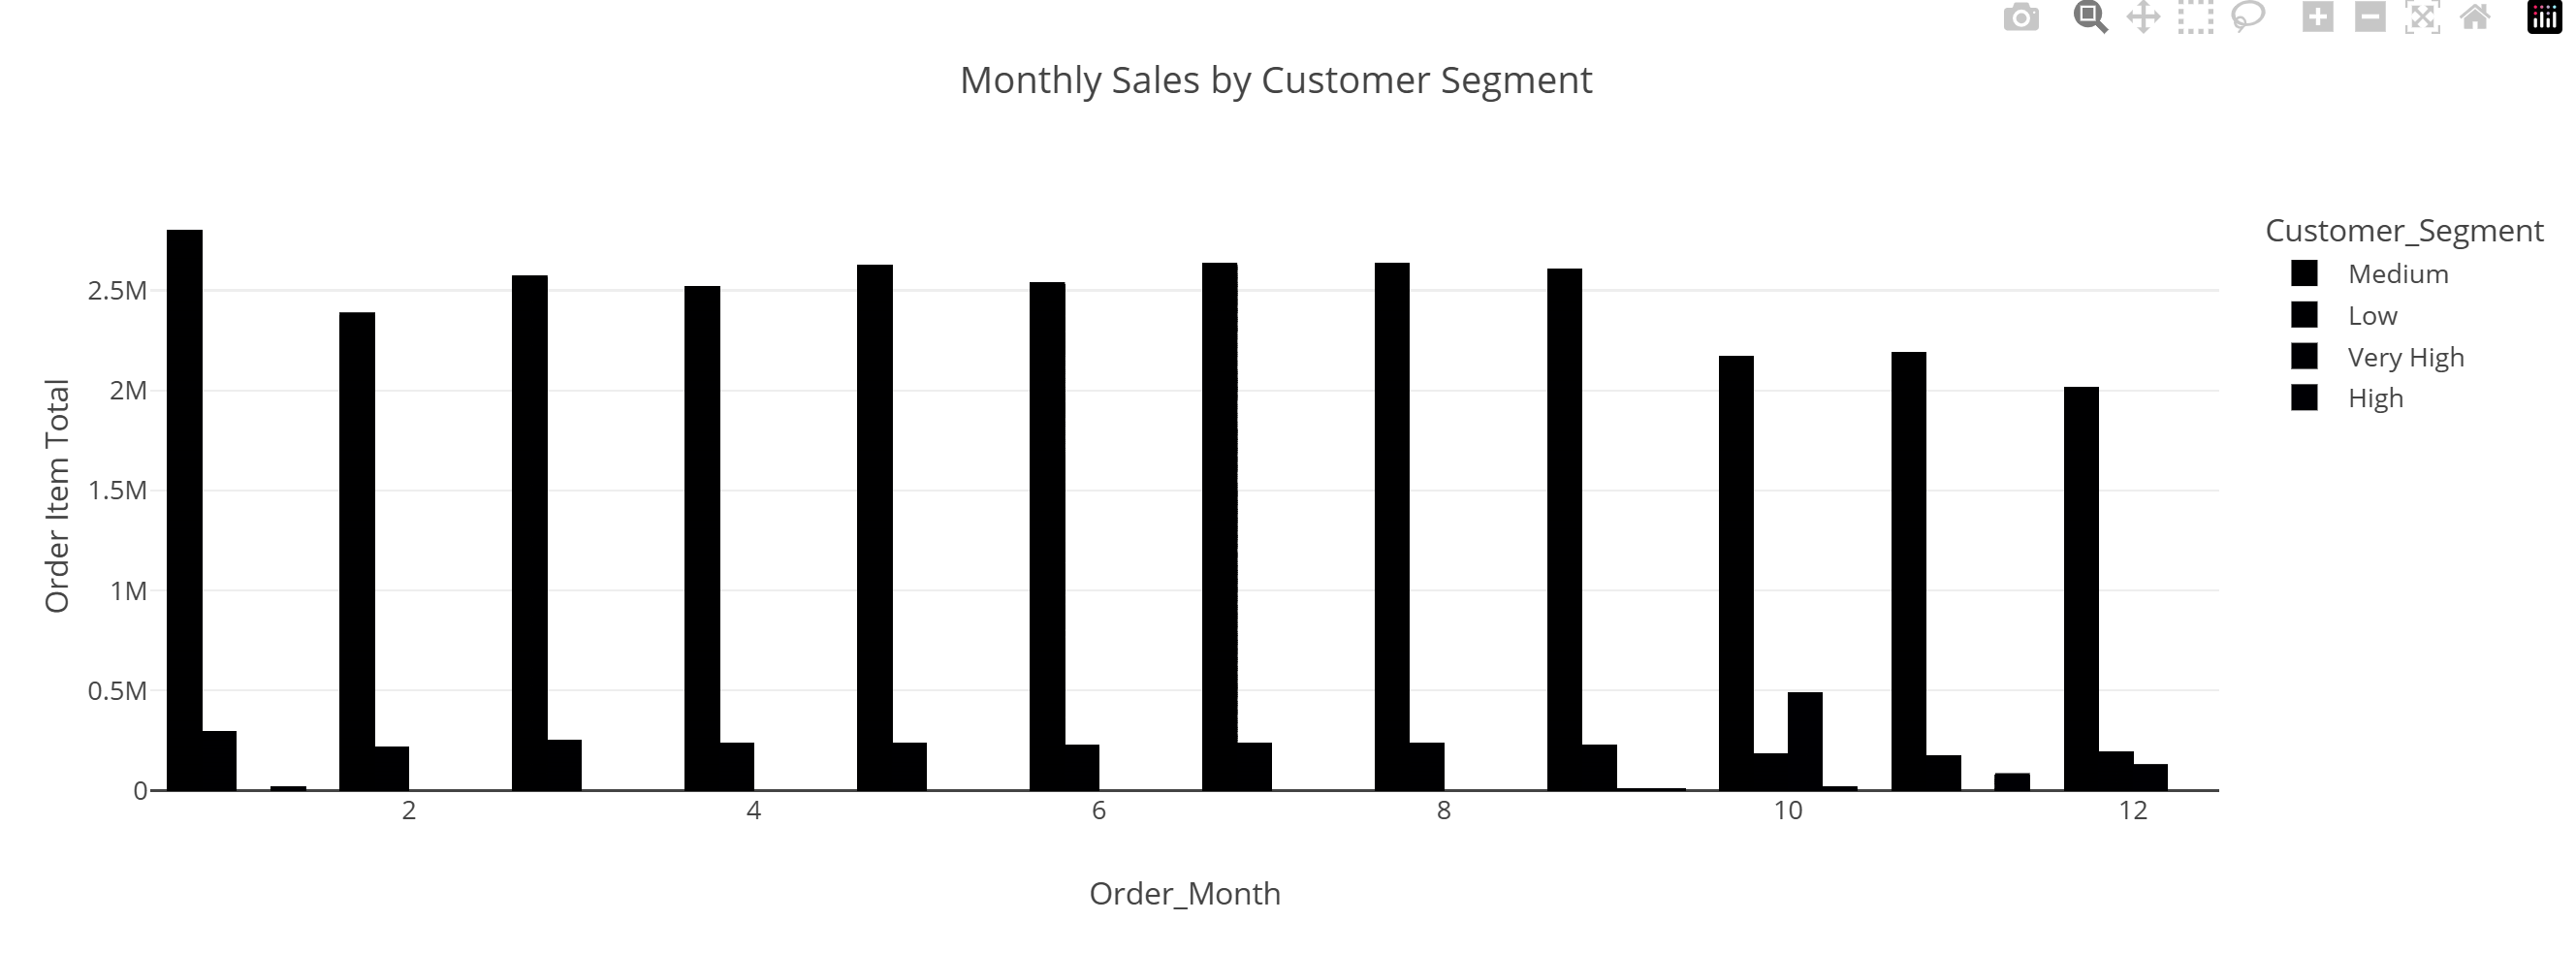 Monthly Sales by Customer Segment
Customer_Segment
Medium
Low
Very High
High
Order Item Total
2.5M
2M
1.5M
1M
0.5M
0
2 4 6 8 10 12
Order_Month